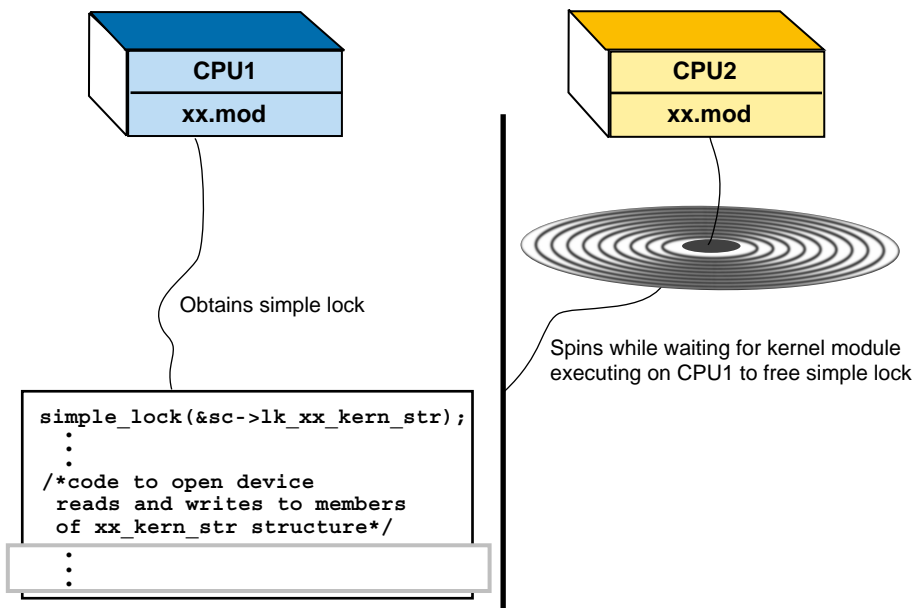 CPU1
xx.mod
CPU2
xx.mod
Obtains simple lock
Spins while waiting for kernel module
executing on CPU1 to free simple lock
simple_lock(&sc->lk_xx_kern_str);
/*code to open device
reads and writes to members
of xx_kern_str structure*/